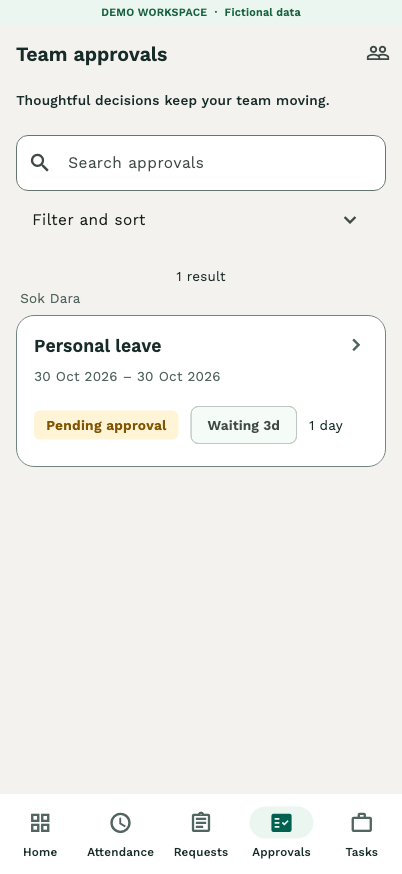 DEMO WORKSPACE · Fictional data
Team approvals
Thoughtful decisions keep your team moving.
Search approvals
Filter and sort
1 result
Sok Dara
Personal leave
30 Oct 2026 – 30 Oct 2026
Pending approval Waiting 3d 1 day
Home Attendance Requests Approvals Tasks